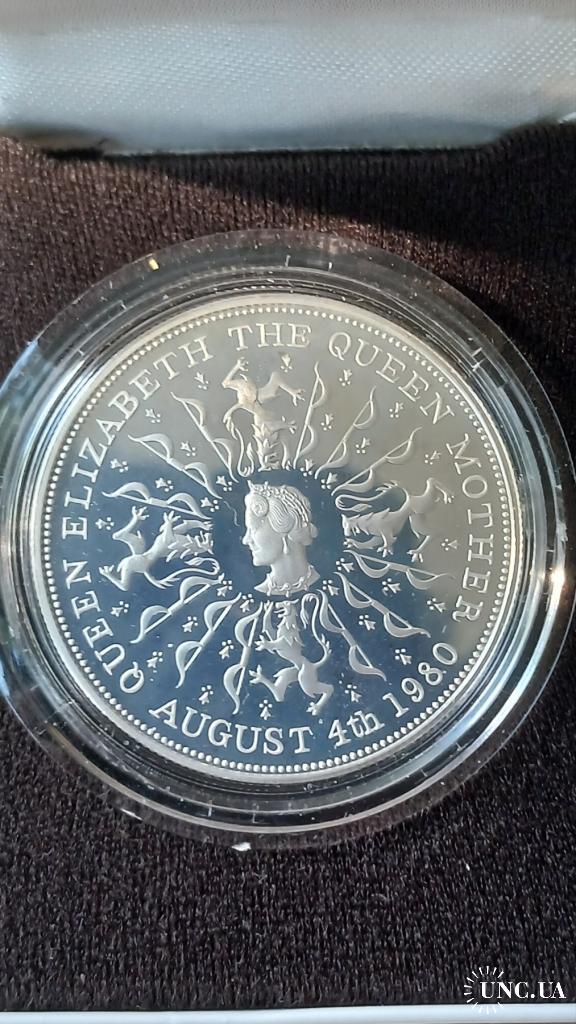 QUEEN ELIZABETH THE QUEEN MOTHER
AUGUST 4th 1980
UNC.UA